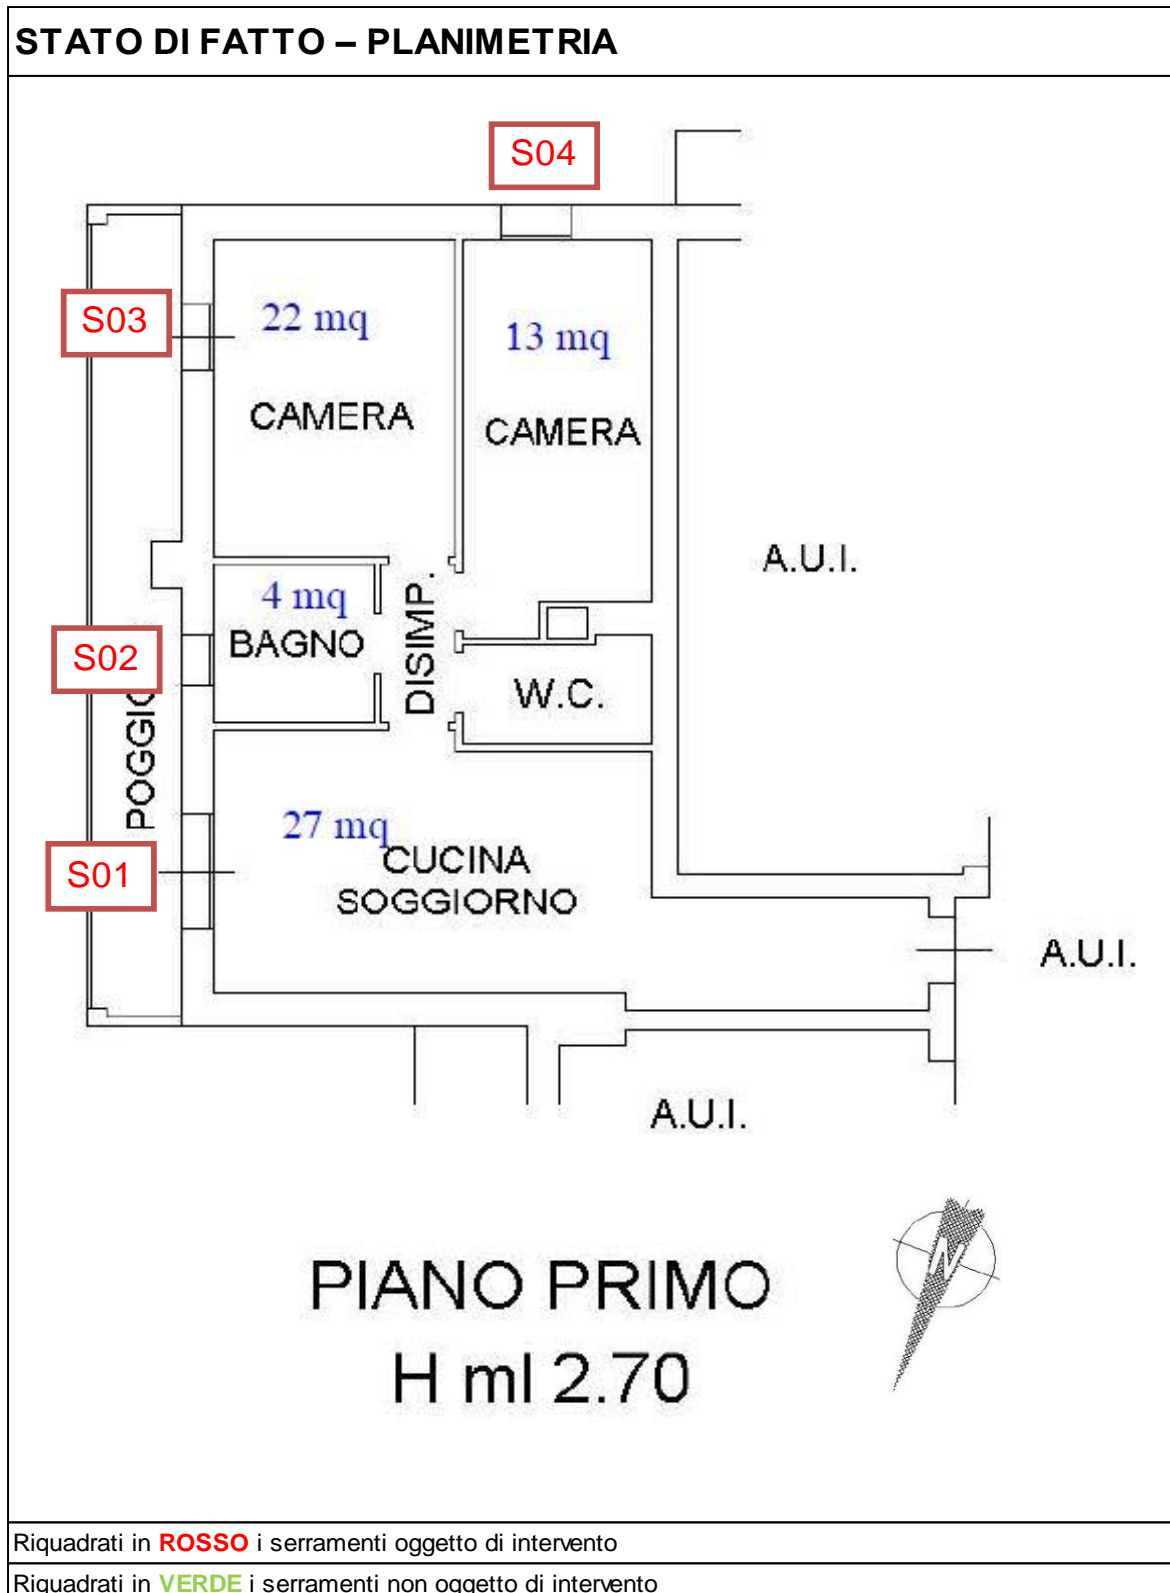 STATO DI FATTO – PLANIMETRIA
S04
S03
22 mq
13 mq
CAMERA
CAMERA
A.U.I.
4 mq
BAGNO
DISIMP.
S02
W.C.
POGGIO
27 mq
CUCINA
SOGGIORNO
S01
A.U.I.
A.U.I.
N
PIANO PRIMO
H ml 2.70
Riquadrati in ROSSO i serramenti oggetto di intervento
Riquadrati in VERDE i serramenti non oggetto di intervento